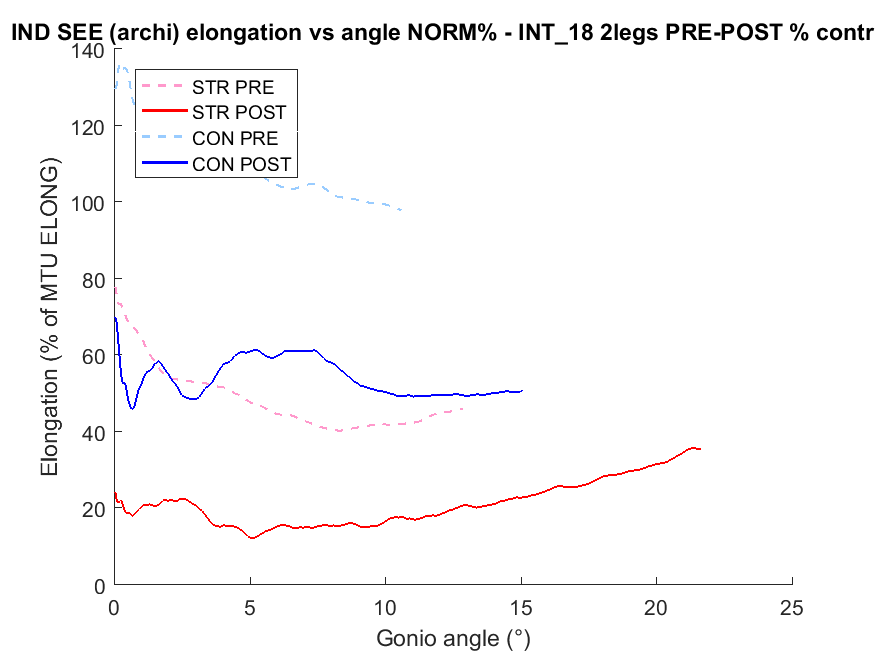 IND SEE (archi) elongation vs angle NORM% - INT_18 2legs PRE-POST % contr
140
120
100
80
60
40
20
0
Elongation (% of MTU ELONG)
STR PRE
STR POST
CON PRE
CON POST
0 5 10 15 20 25
Gonio angle (°)